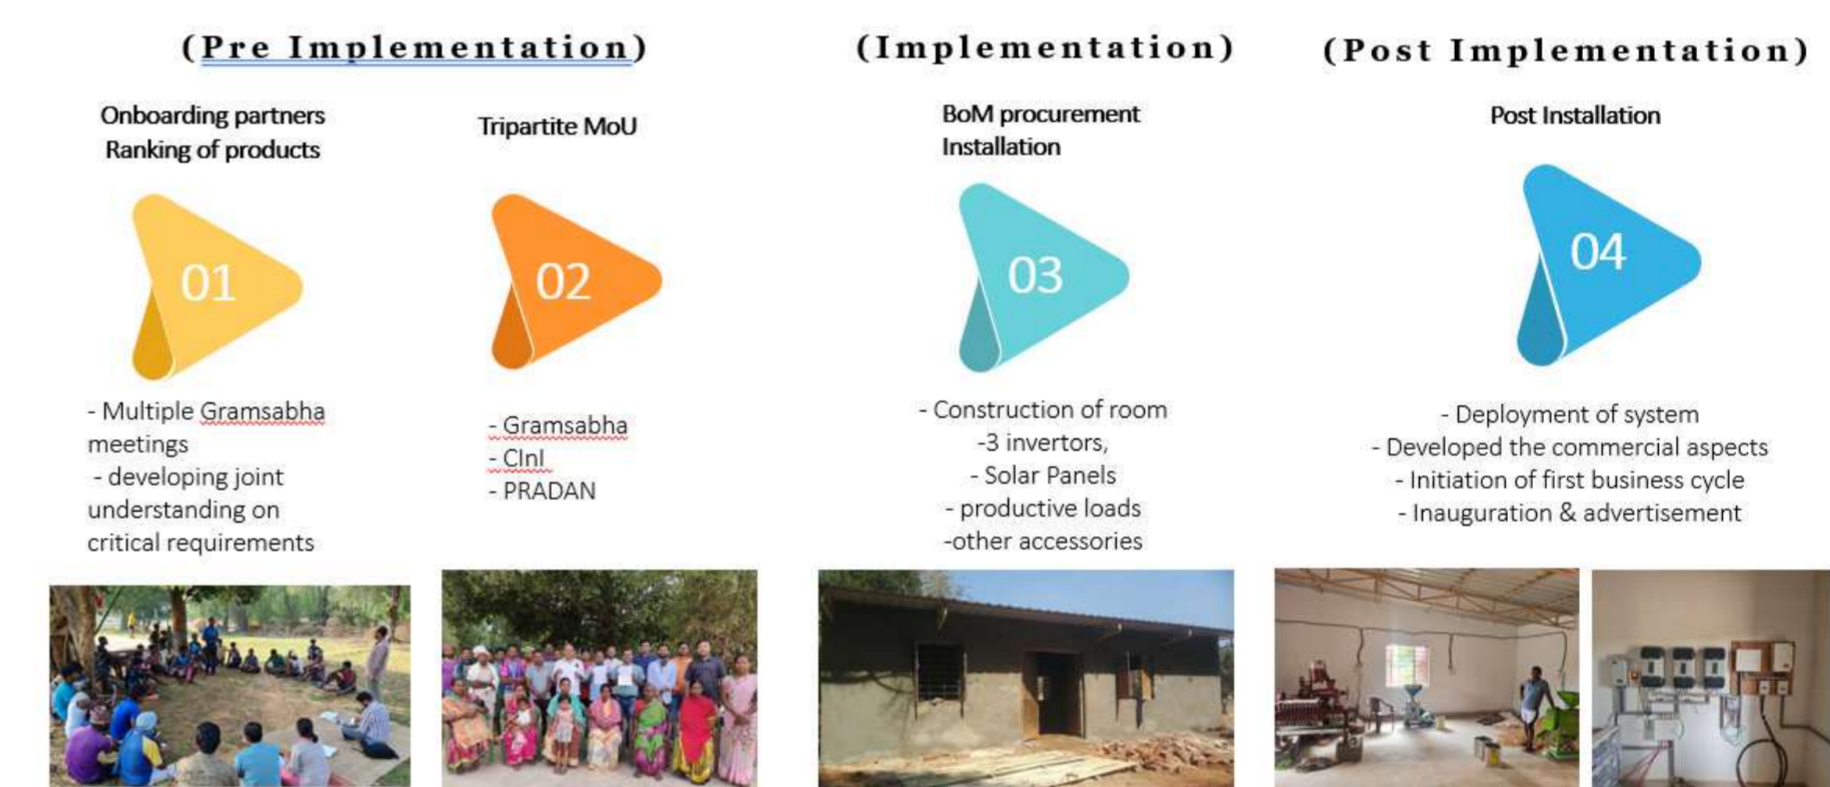 (Pre Implementation)
Onboarding partners
Ranking of products
Tripartite MoU
01
02
- Multiple Gramsabha
meetings
- developing joint
understanding on
critical requirements
- Gramsabha
- CInI
- PRADAN
(Implementation)
BoM procurement
Installation
03
- Construction of room
-3 invertors,
- Solar Panels
- productive loads
-other accessories
(Post Implementation)
Post Installation
04
- Deployment of system
- Developed the commercial aspects
- Initiation of first business cycle
- Inauguration & advertisement